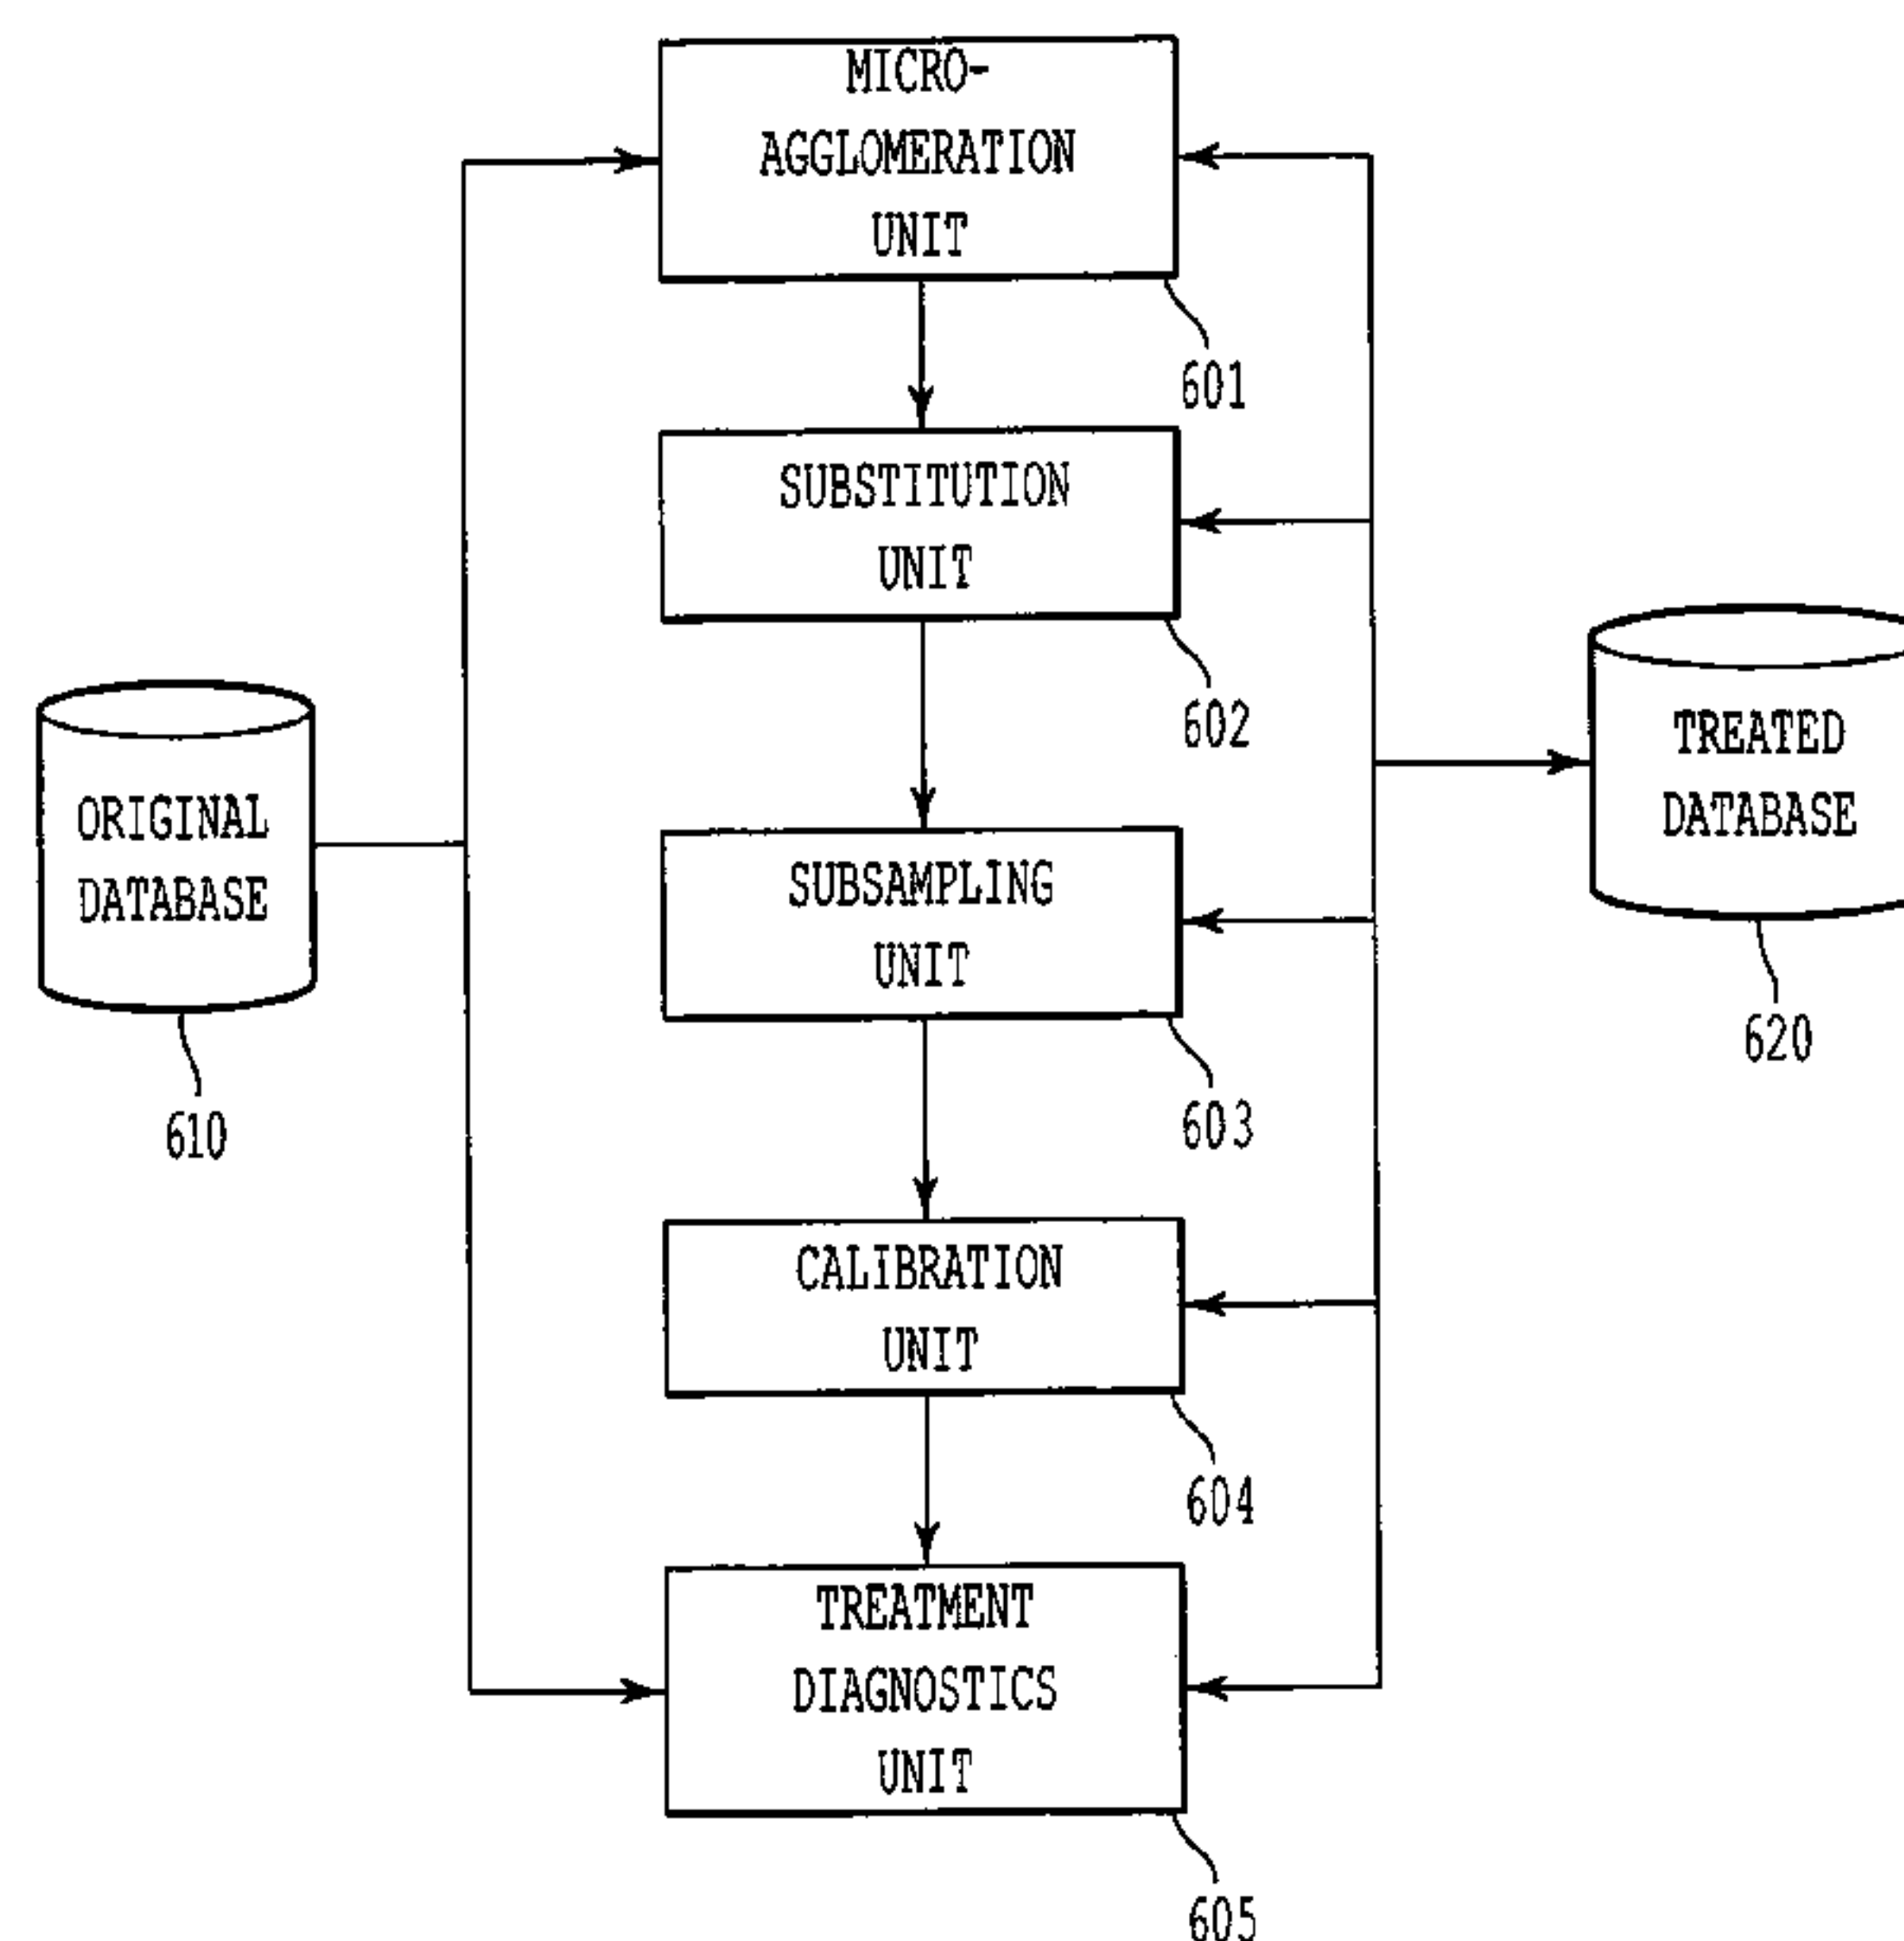 MICRO-
AGGLOMERATION
UNIT
601
SUBSTITUTION
UNIT
602
ORIGINAL
DATABASE
610
TREATED
DATABASE
620
SUBSAMPLING
UNIT
603
CALiBRATION
UNIT
604
TREATMENT
DIAGNOSTICS
UNIT
605